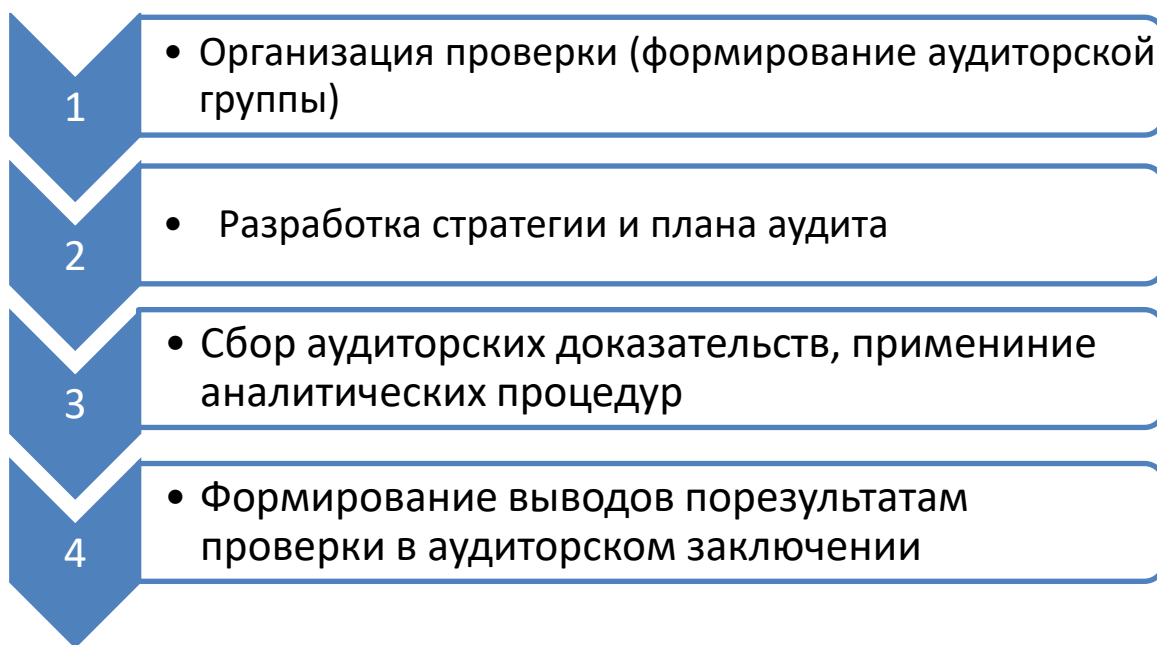 1
• Организация проверки (формирование аудиторской
группы)
2
• Разработка стратегии и плана аудита
3
• Сбор аудиторских доказательств, примениние
аналитических процедур
4
• Формирование выводов порезультатам
проверки в аудиторском заключении